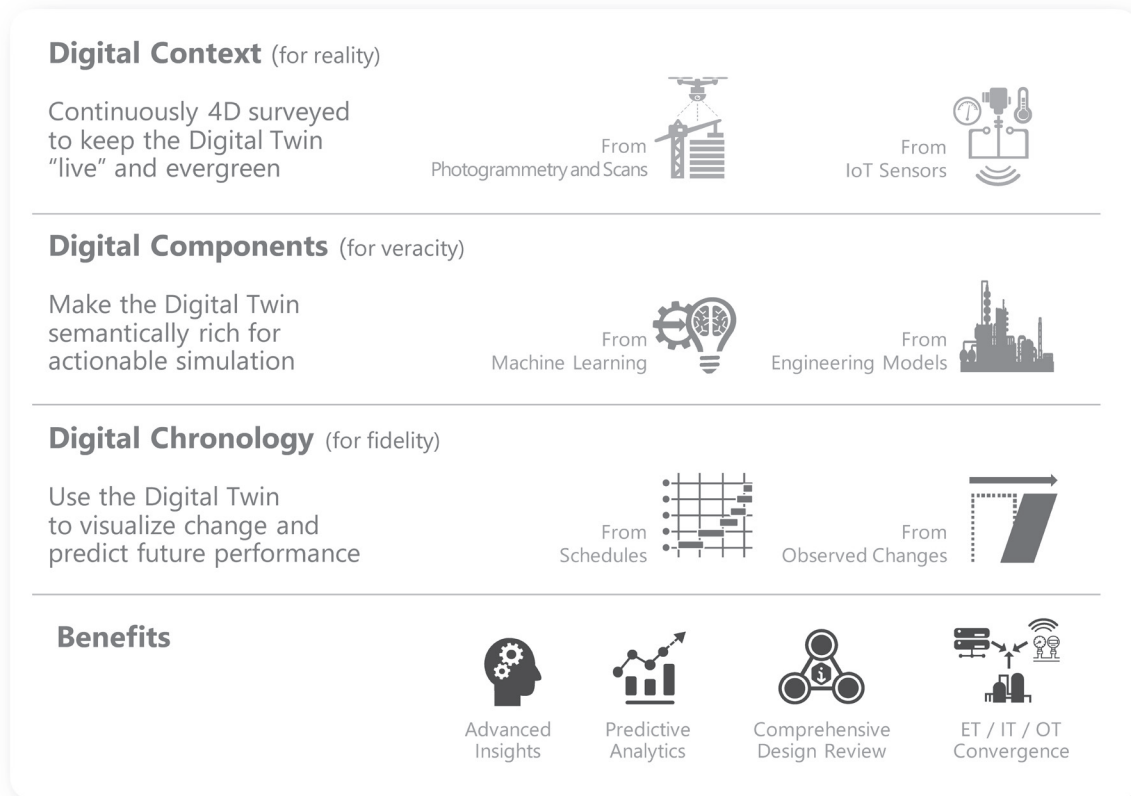 Digital Context (for reality)
Continuously 4D surveyed
to keep the Digital Twin
“live” and evergreen
From
Photogrammetry and Scans
From
IoT Sensors
Digital Components (for veracity)
Make the Digital Twin
semantically rich for
actionable simulation
From
Machine Learning
From
Engineering Models
Digital Chronology (for fidelity)
Use the Digital Twin
to visualize change and
predict future performance
From
Schedules
From
Observed Changes
Benefits
Advanced
Insights
Predictive
Analytics
Comprehensive
Design Review
ET / IT / OT
Convergence